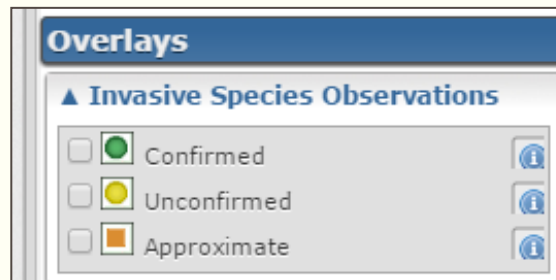 Overlays
▲ Invasive Species Observations
Confirmed
Unconfirmed
Approximate